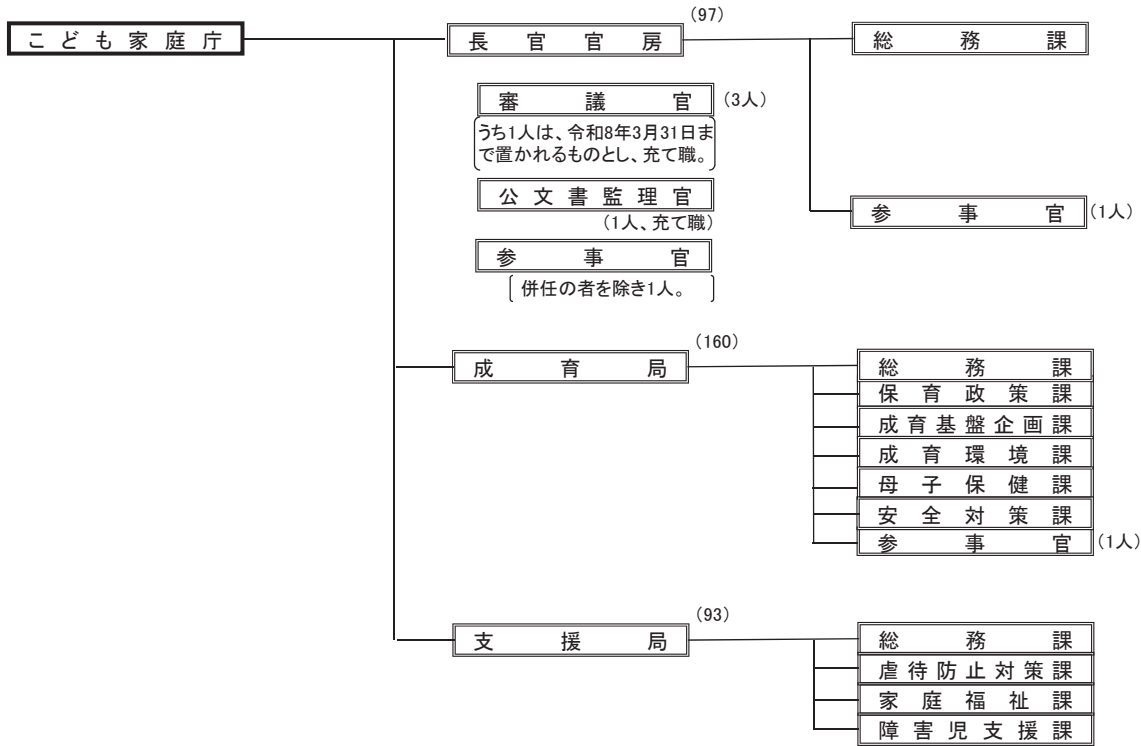 こども家庭庁
長官官房
(97)
総務課
審議官
(3人)
うち1人は、令和8年3月31日ま
で置かれるものとし、充て職。
公文書監理官
(1人、充て職)
参事官
(1人)
参事官
併任の者を除き1人。
成育局
(160)
総務課
保育政策課
成育基盤企画課
成育環境課
母子保健課
安全対策課
参事官
(1人)
支援局
(93)
総務課
虐待防止対策課
家庭福祉課
障害児支援課